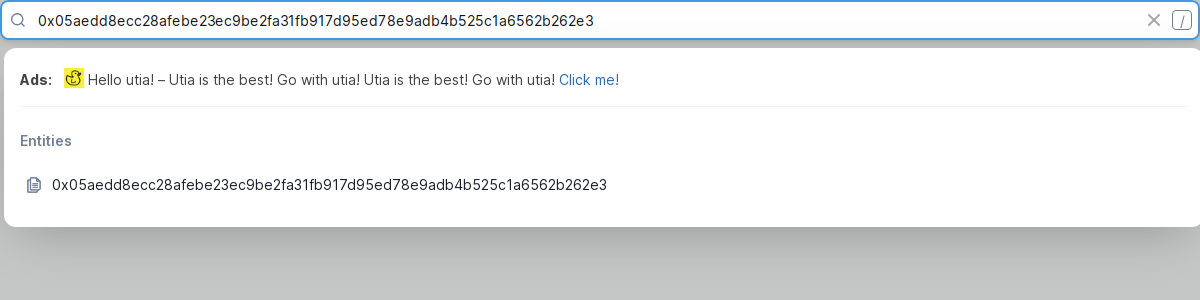 0x05aedd8ecc28afebe23ec9be2fa31fb917d95ed78e9adb4b525c1a6562b262e3 /
Ads: Hello utia! – Utia is the best! Go with utia! Utia is the best! Go with utia! Click me!
Entities
0x05aedd8ecc28afebe23ec9be2fa31fb917d95ed78e9adb4b525c1a6562b262e3